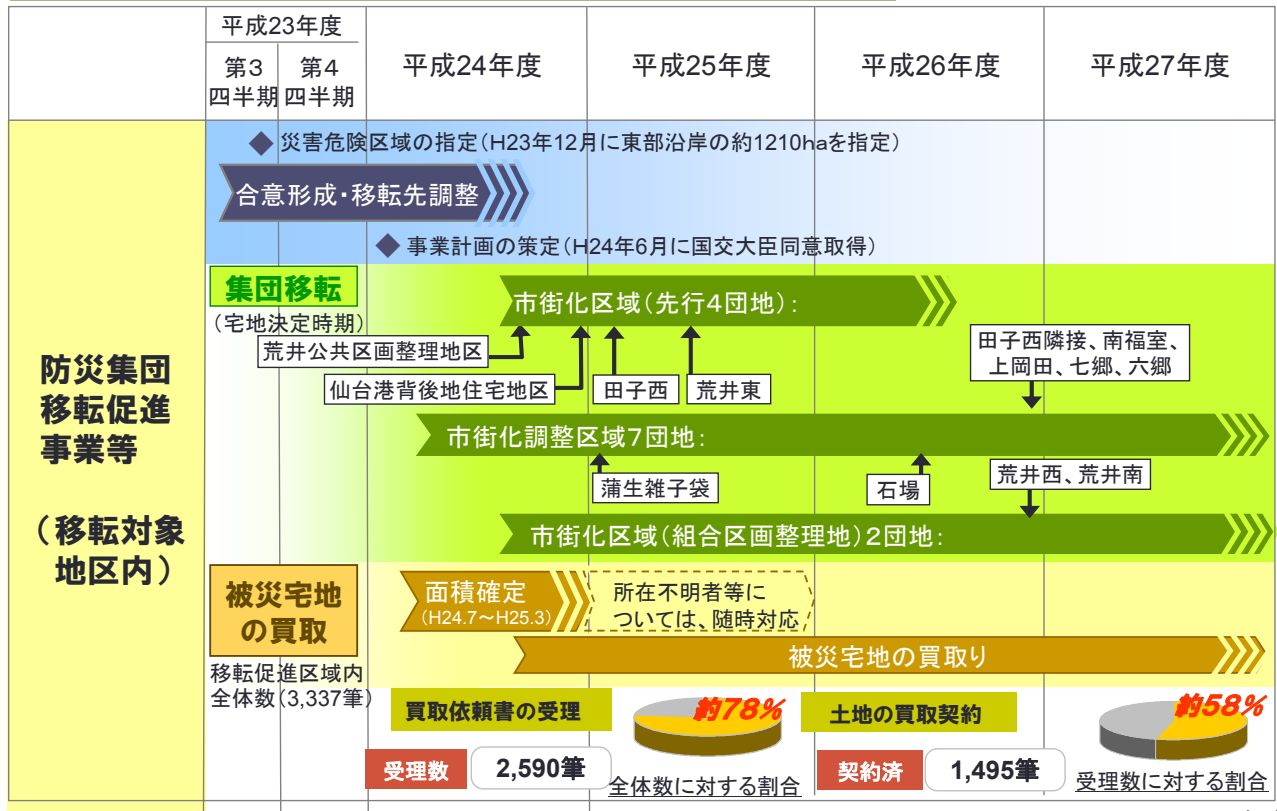 平成23年度
第3
四半期
第4
四半期
平成24年度
平成25年度
平成26年度
平成27年度
防災集団
移転促進
事業等
（移転対象
地区内）
◆ 災害危険区域の指定（H23年12月に東部沿岸の約1210haを指定）
合意形成・移転先調整
◆ 事業計画の策定（H24年6月に国交大臣同意取得）
集団移転
（宅地決定時期）
市街化区域（先行4団地）：
荒井公共区画整理地区
仙台港背後地住宅地区
田子西
荒井東
田子西隣接、南福室、
上岡田、七郷、六郷
市街化調整区域7団地：
蒲生雑子袋
石場
荒井西、荒井南
市街化区域（組合区画整理地）2団地：
被災宅地
の買取
面積確定
（H24.7～H25.3）
所在不明者等に
ついては、随時対応
被災宅地の買取り
移転促進区域内
全体数（3,337筆）
買取依頼書の受理
約78%
土地の買取契約
約58%
受理数
2,590筆
全体数に対する割合
契約済
1,495筆
受理数に対する割合